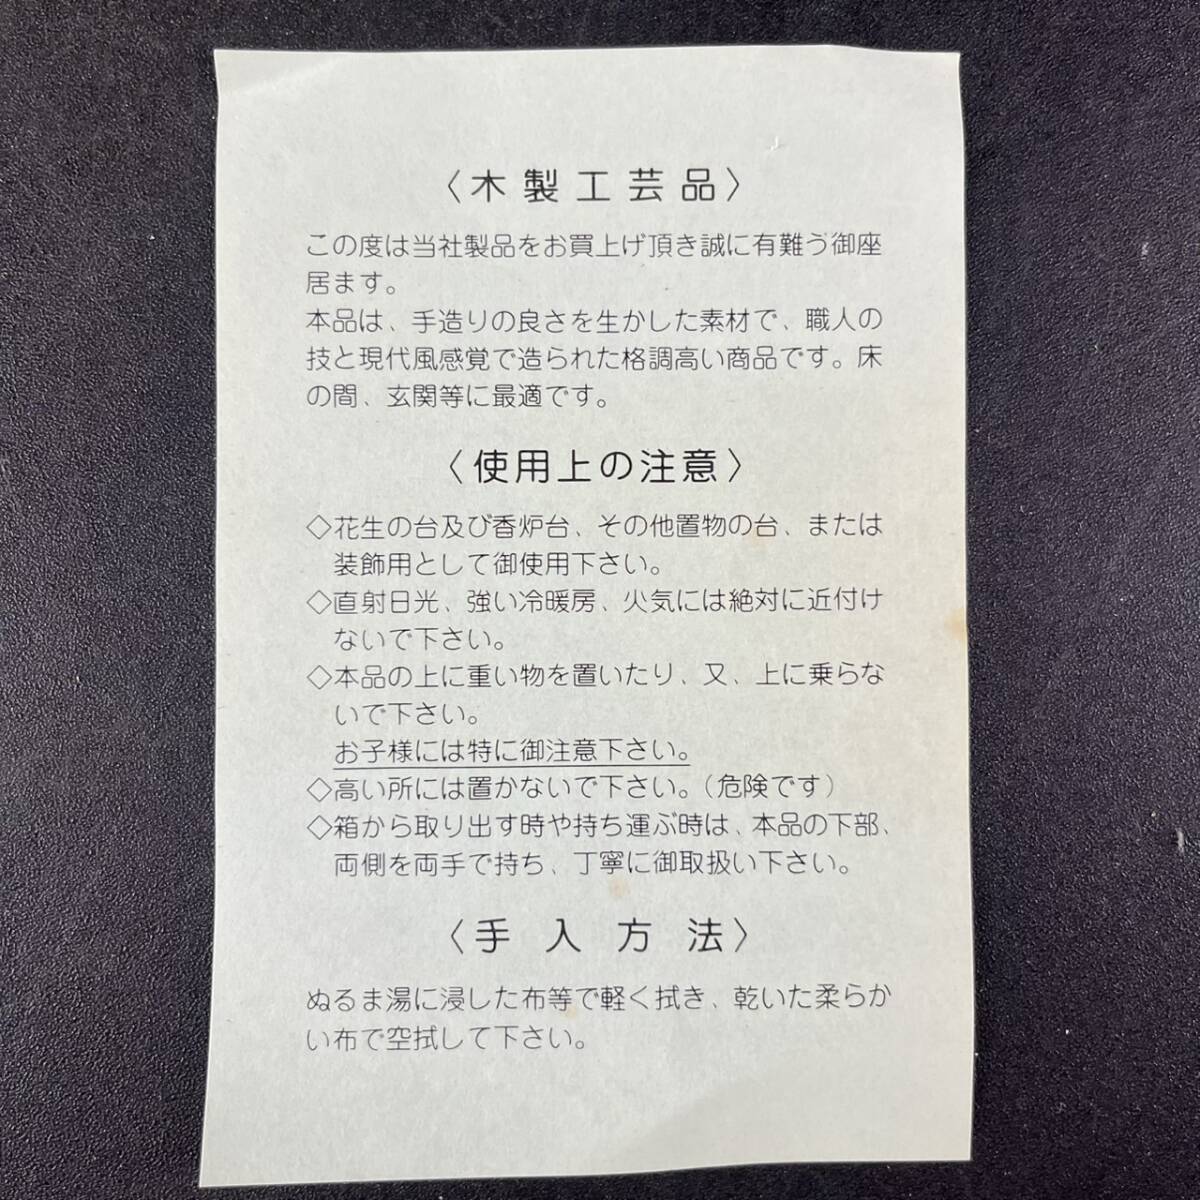 〈木製工芸品〉
この度は当社製品をお買上げ頂き誠に有難う御座
居ます。
本品は、手造りの良さを生かした素材で、職人の
技と現代風感覚で造られた格調高い商品です。床
の間、玄関等に最適です。
〈使用上の注意〉
◇花生の台及び香炉台、その他置物の台、または
装飾用として御使用下さい。
◇直射日光、強い冷暖房、火気には絶対に近付け
ないで下さい。
◇本品の上に重い物を置いたり、又、上に乗らな
いで下さい。
お子様には特に御注意下さい。
◇高い所には置かないで下さい。(危険です)
◇箱から取り出す時や持ち運ぶ時は、本品の下部、
両側を両手で持ち、丁寧に御取扱い下さい。
〈手入方法〉
ぬるま湯に浸した布等で軽く拭き、乾いた柔らか
い布で空拭して下さい。